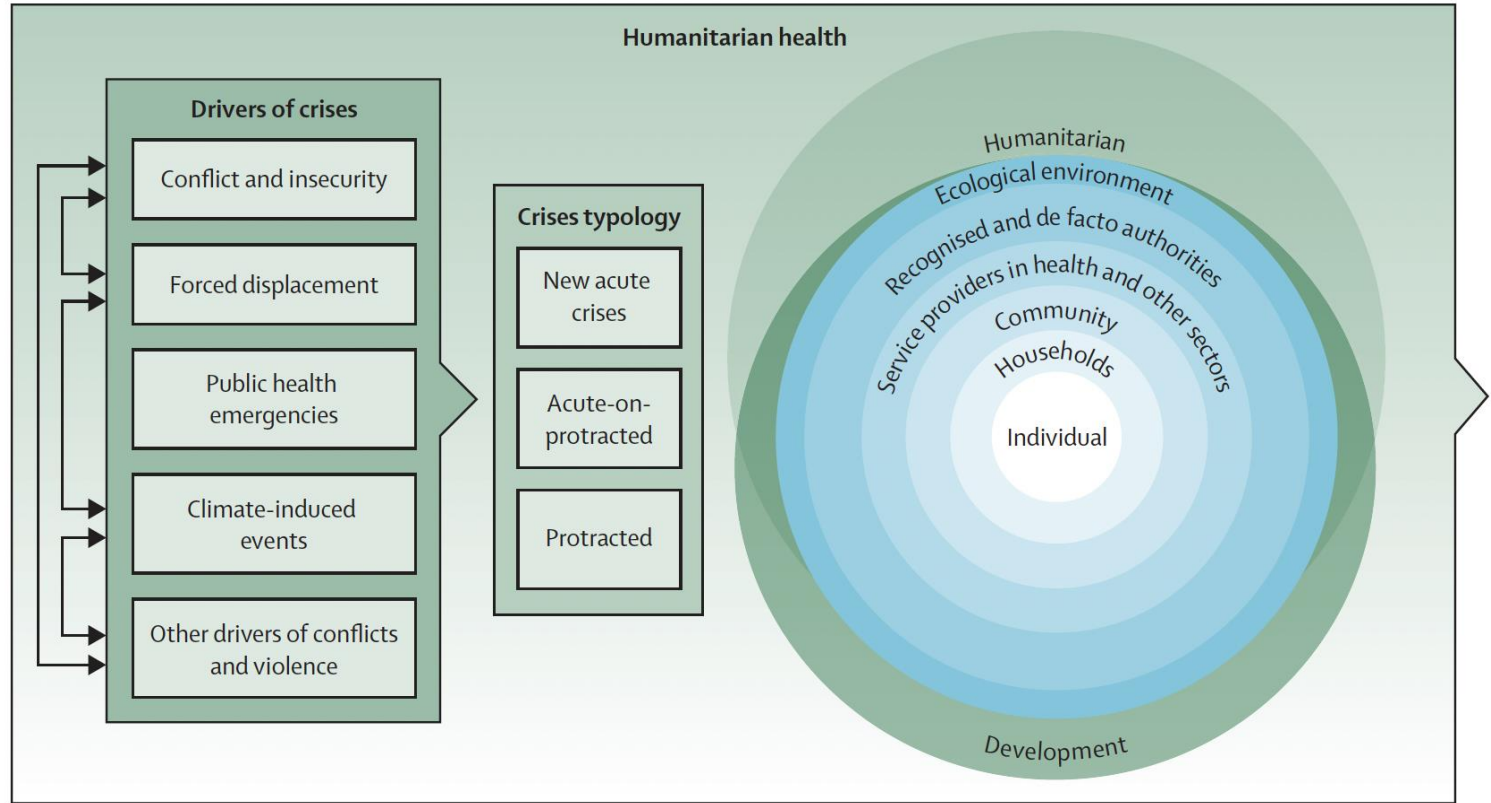 Humanitarian health
Drivers of crises
Conflict and insecurity
Forced displacement
Public health
emergencies
Climate-induced
events
Other drivers of conflicts
and violence
Crises typology
New acute
crises
Acute-on-
protracted
Protracted
Humanitarian
Ecological environment
Recognised and de facto authorities
Service providers in health and other sectors
Community
Households
Individual
Development